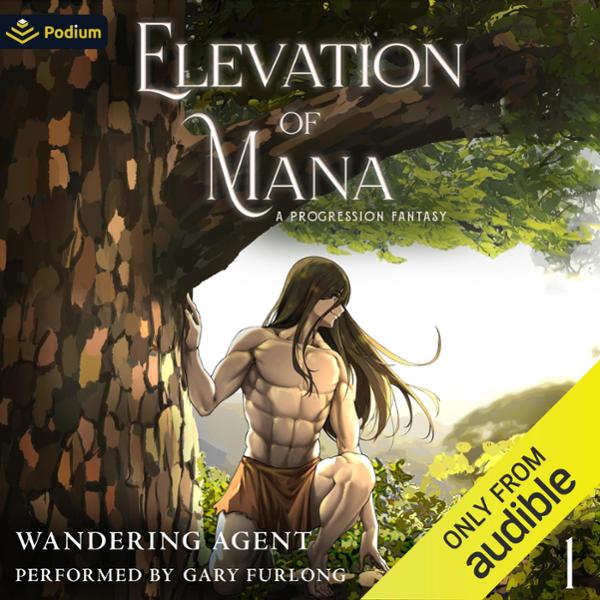 Podium
ELEVATION
OF
MANA
A PROGRESSION FANTASY
WANDERING AGENT
PERFORMED BY GARY FURLONG
ONLY FROM
audible
1